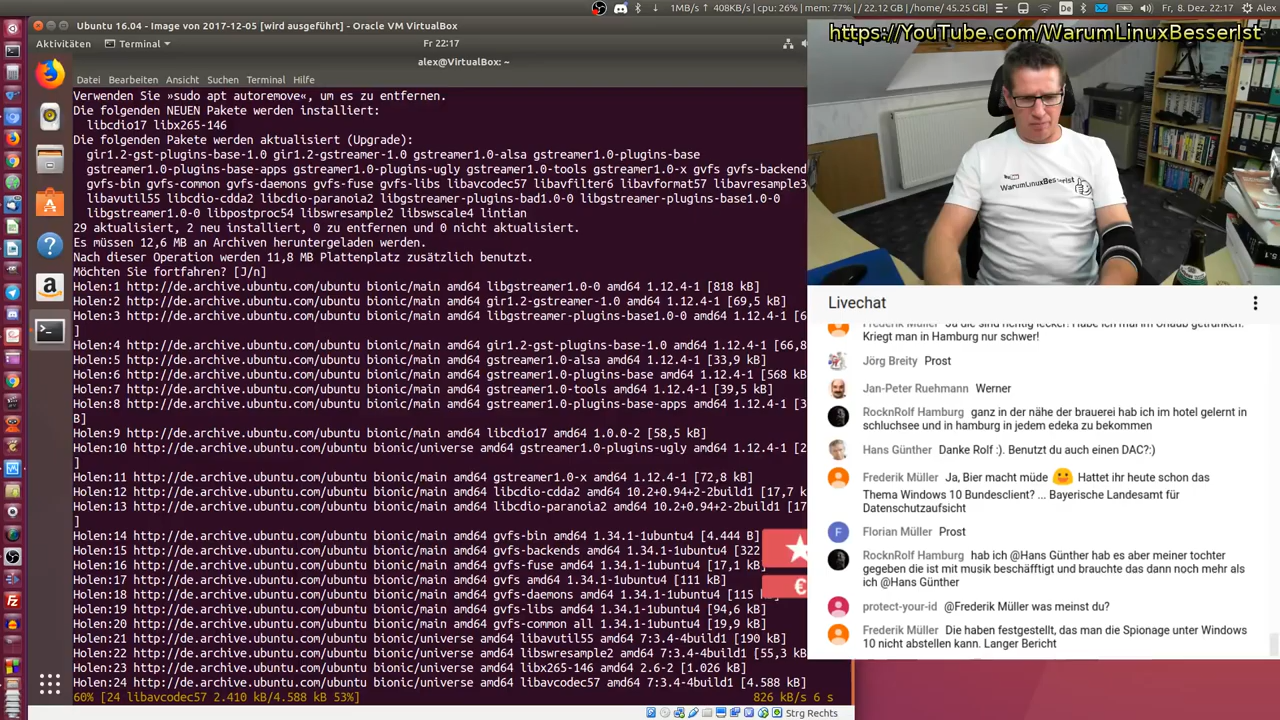 1MB/s 408KB/s cpu: 26% mem: 77% // 22.12 GB/home/ 45.25 GB De Fr, 8. Dez, 22:17 Alex
Ubuntu 16.04 - Image von 2017-12-05 [wird ausgeführt] - Oracle VM VirtualBox
Aktivitäten Terminal Fr 22:17
alex@VirtualBox: ~
Datei Bearbeiten Ansicht Suchen Terminal Hilfe
Verwenden Sie »sudo apt autoremove«, um es zu entfernen.
Die folgenden NEUEN Pakete werden installiert:
libcdio17 libx265-146
Die folgenden Pakete werden aktualisiert (Upgrade):
gir1.2-gst-plugins-base-1.0 gir1.2-gstreamer-1.0 gstreamer1.0-alsa gstreamer1.0-plugins-base
gstreamer1.0-plugins-base-apps gstreamer1.0-plugins-ugly gstreamer1.0-tools gstreamer1.0-x gvfs gvfs-backend
gvfs-bin gvfs-common gvfs-daemons gvfs-fuse gvfs-libs libavcodec57 libavfilter6 libavformat57 libavresample3
libavutil55 libcdio-cdda2 libcdio-paranoia2 libgstreamer-plugins-bad1.0-0 libgstreamer-plugins-base1.0-0
libgstreamer1.0-0 libpostproc54 libswresample2 libswscale4 lintian
29 aktualisiert, 2 neu installiert, 0 zu entfernen und 0 nicht aktualisiert.
Es müssen 12,6 MB an Archiven heruntergeladen werden.
Nach dieser Operation werden 11,8 MB Plattenplatz zusätzlich benutzt.
Möchten Sie fortfahren? [J/n]
Holen:1 http://de.archive.ubuntu.com/ubuntu bionic/main amd64 libgstreamer1.0-0 amd64 1.12.4-1 [818 kB]
Holen:2 http://de.archive.ubuntu.com/ubuntu bionic/main amd64 gir1.2-gstreamer-1.0 amd64 1.12.4-1 [69,5 kB]
Holen:3 http://de.archive.ubuntu.com/ubuntu bionic/main amd64 libgstreamer-plugins-base1.0-0 amd64 1.12.4-1 [6
]
Holen:4 http://de.archive.ubuntu.com/ubuntu bionic/main amd64 gir1.2-gst-plugins-base-1.0 amd64 1.12.4-1 [66,8
Holen:5 http://de.archive.ubuntu.com/ubuntu bionic/main amd64 gstreamer1.0-alsa amd64 1.12.4-1 [33,9 kB]
Holen:6 http://de.archive.ubuntu.com/ubuntu bionic/main amd64 gstreamer1.0-plugins-base amd64 1.12.4-1 [568 kB
Holen:7 http://de.archive.ubuntu.com/ubuntu bionic/main amd64 gstreamer1.0-tools amd64 1.12.4-1 [39,5 kB]
Holen:8 http://de.archive.ubuntu.com/ubuntu bionic/main amd64 gstreamer1.0-plugins-base-apps amd64 1.12.4-1 [
B]
Holen:9 http://de.archive.ubuntu.com/ubuntu bionic/main amd64 libcdio17 amd64 1.0.0-2 [58,5 kB]
Holen:10 http://de.archive.ubuntu.com/ubuntu bionic/universe amd64 gstreamer1.0-plugins-ugly amd64 1.12.4-1 [2
]
Holen:11 http://de.archive.ubuntu.com/ubuntu bionic/main amd64 gstreamer1.0-x amd64 1.12.4-1 [72,8 kB]
Holen:12 http://de.archive.ubuntu.com/ubuntu bionic/main amd64 libcdio-cdda2 amd64 10.2+0.94+2-2build1 [17,7 k
Holen:13 http://de.archive.ubuntu.com/ubuntu bionic/main amd64 libcdio-paranoia2 amd64 10.2+0.94+2-2build1 [17
]
Holen:14 http://de.archive.ubuntu.com/ubuntu bionic/main amd64 gvfs-bin amd64 1.34.1-1ubuntu4 [4.444 B]
Holen:15 http://de.archive.ubuntu.com/ubuntu bionic/main amd64 gvfs-backends amd64 1.34.1-1ubuntu4 [322
Holen:16 http://de.archive.ubuntu.com/ubuntu bionic/main amd64 gvfs-fuse amd64 1.34.1-1ubuntu4 [17,1 k
Holen:17 http://de.archive.ubuntu.com/ubuntu bionic/main amd64 gvfs amd64 1.34.1-1ubuntu4 [111 kB]
Holen:18 http://de.archive.ubuntu.com/ubuntu bionic/main amd64 gvfs-daemons amd64 1.34.1-1ubuntu4 [115 k
Holen:19 http://de.archive.ubuntu.com/ubuntu bionic/main amd64 gvfs-libs amd64 1.34.1-1ubuntu4 [94,6 kB]
Holen:20 http://de.archive.ubuntu.com/ubuntu bionic/main amd64 gvfs-common all 1.34.1-1ubuntu4 [19,9 kB]
Holen:21 http://de.archive.ubuntu.com/ubuntu bionic/universe amd64 libavutil55 amd64 7:3.4-4build1 [190 kB]
Holen:22 http://de.archive.ubuntu.com/ubuntu bionic/universe amd64 libswresample2 amd64 7:3.4-4build1 [55,3 k
Holen:23 http://de.archive.ubuntu.com/ubuntu bionic/universe amd64 libx265-146 amd64 2.6-2 [1.026 kB]
Holen:24 http://de.archive.ubuntu.com/ubuntu bionic/universe amd64 libavcodec57 amd64 7:3.4-4build1 [4.588 kB]
60% [24 libavcodec57 2.410 kB/4.588 kB 53%] 826 kB/s 6 s
Strg Rechts
https://YouTube.com/WarumLinuxBesserIst
WarumLinuxBesserIst
5.1
Livechat
Frederik Müller Ja die sind richtig lecker! Habe ich mal im Urlaub getrunken.
Kriegt man in Hamburg nur schwer!
Jörg Breity Prost
Jan-Peter Ruehmann Werner
RocknRolf Hamburg ganz in der nähe der brauerei hab ich im hotel gelernt in
schluchsee und in hamburg in jedem edeka zu bekommen
Hans Günther Danke Rolf :). Benutzt du auch einen DAC?:)
Frederik Müller Ja, Bier macht müde Hattet ihr heute schon das
Thema Windows 10 Bundesclient? ... Bayerische Landesamt für
Datenschutzaufsicht
F Florian Müller Prost
RocknRolf Hamburg hab ich @Hans Günther hab es aber meiner tochter
gegeben die ist mit musik beschäfftigt und brauchte das dann noch mehr als
ich @Hans Günther
protect-your-id @Frederik Müller was meinst du?
Frederik Müller Die haben festgestellt, das man die Spionage unter Windows
10 nicht abstellen kann. Langer Bericht